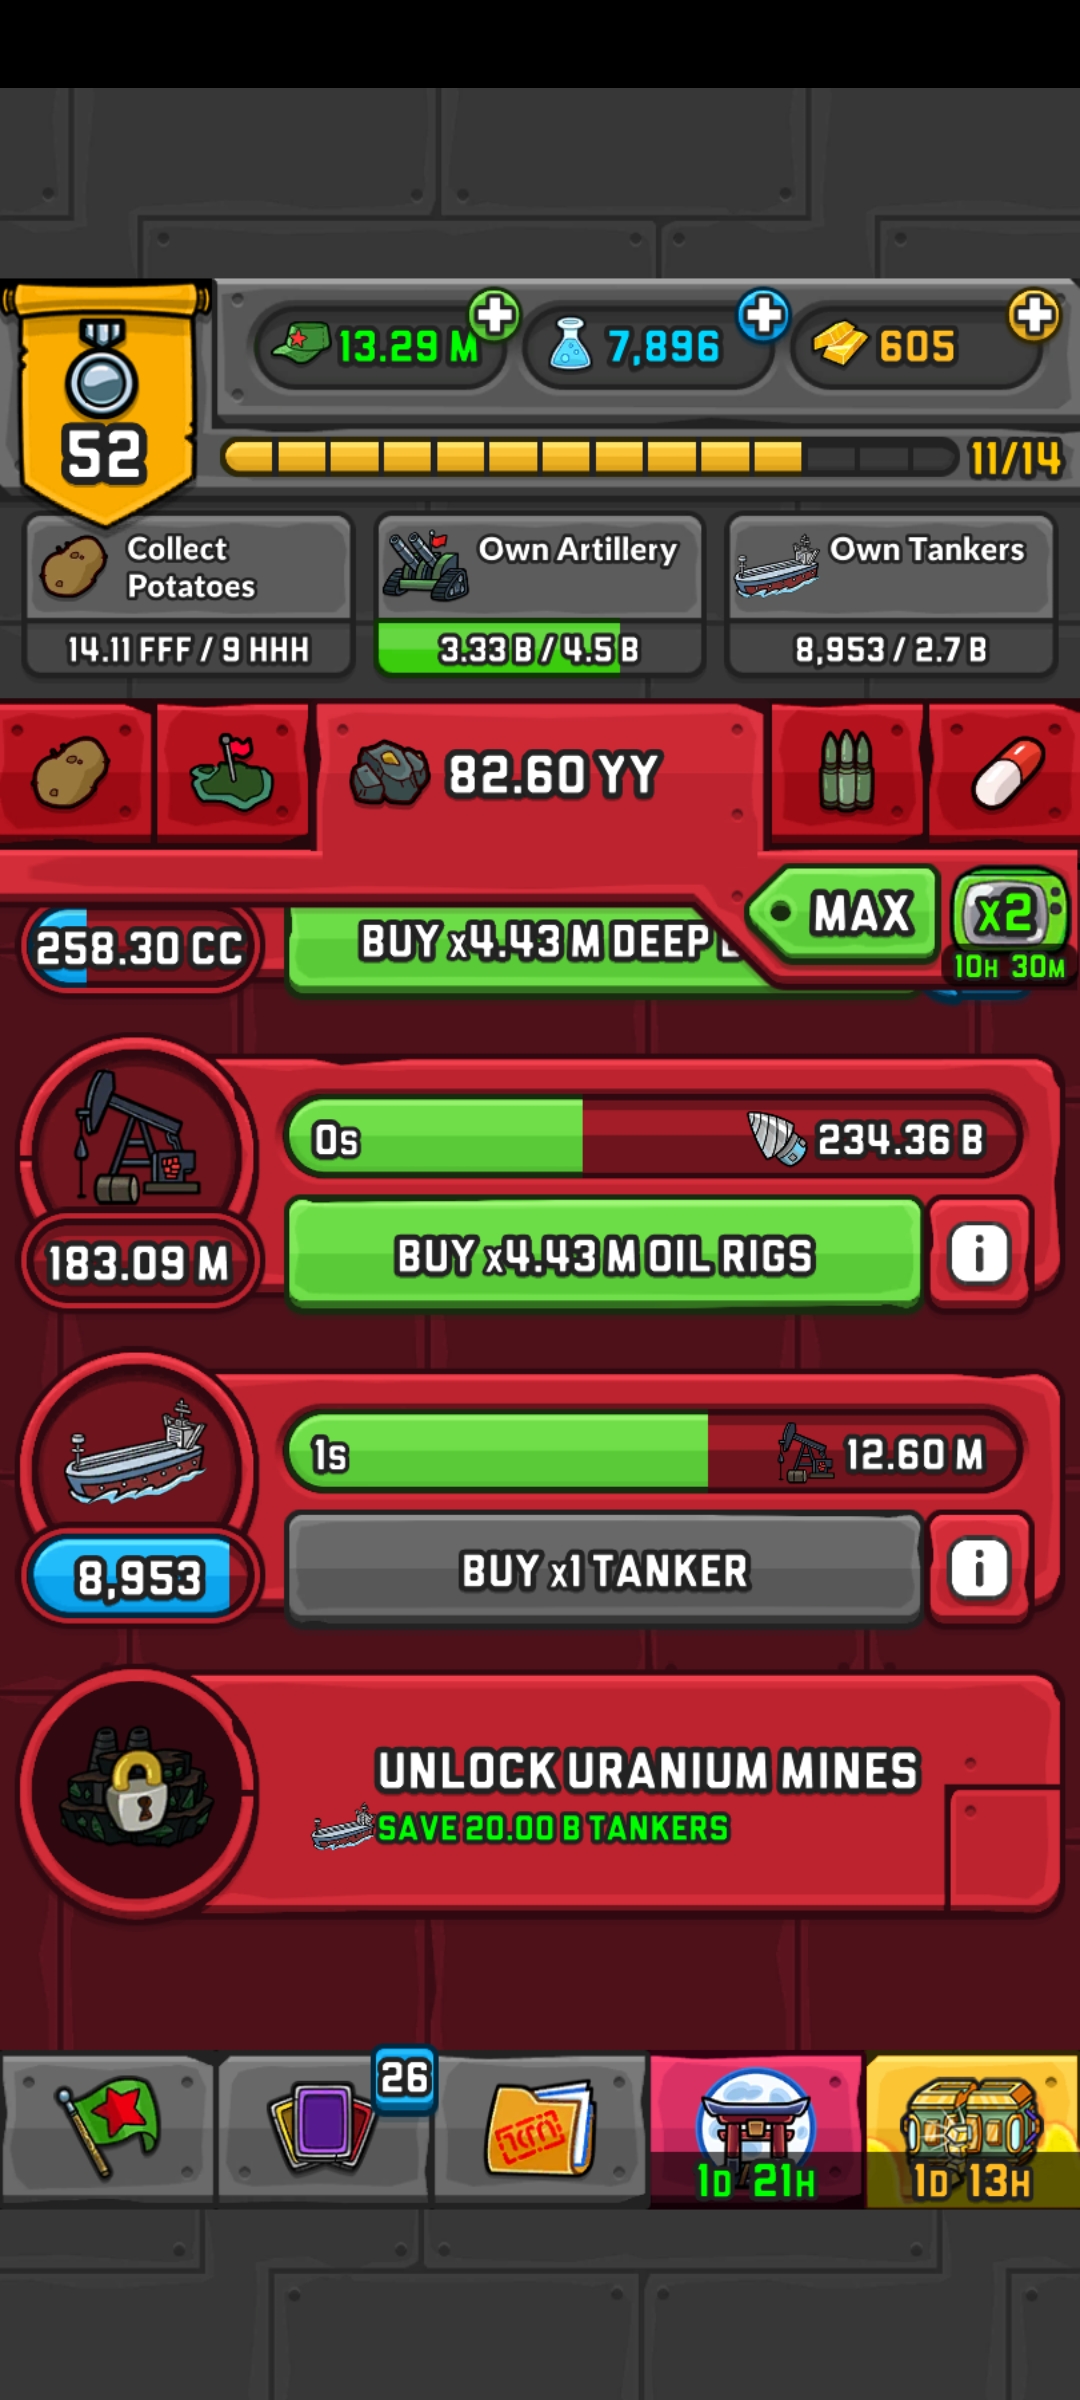 13.29 M
7,896
605
52
11/14
Collect
Potatoes
14.11 FFF / 9 HHH
Own Artillery
3.33 B / 4.5 B
Own Tankers
8,953 / 2.7 B
82.60 YY
MAX
x2
10H 30M
258.30 CC
BUY x4.43 M DEEP
0s
234.36 B
183.09 M
BUY x4.43 M OIL RIGS
i
1s
12.60 M
8,953
BUY x1 TANKER
i
UNLOCK URANIUM MINES
SAVE 20.00 B TANKERS
26
1D 21H
1D 13H